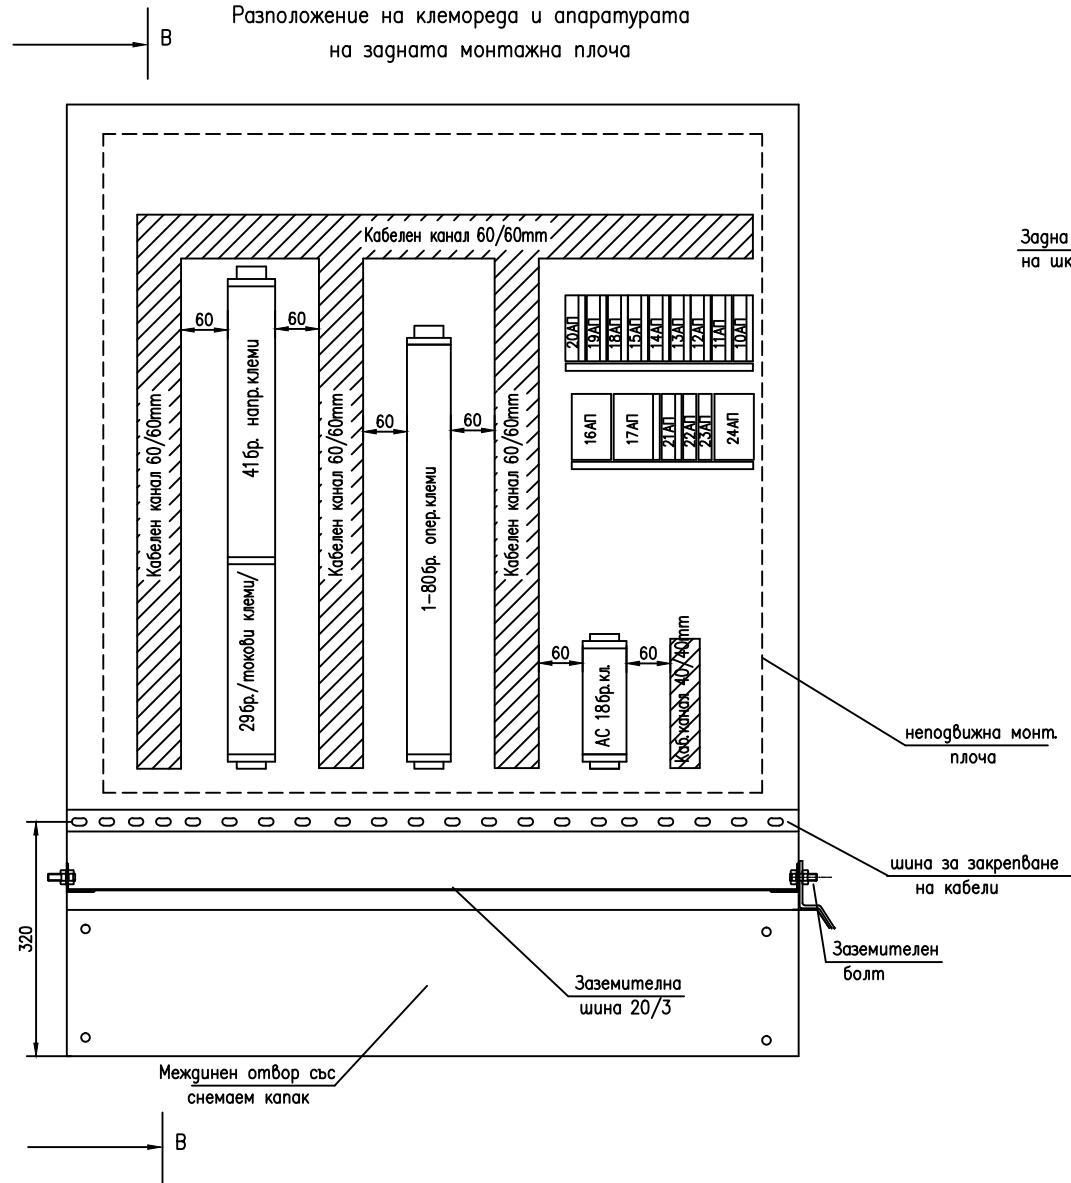 Разположение на клемореда и апаратурата
на задната монтажна плоча
В
Кабелен канал 60/60mm
Задна
на шк
60
60
20АП
19АП
18АП
15АП
14АП
13АП
12АП
11АП
10АП
41бр. напр.клеми
60
60
16АП
17АП
21АП
22АП
23АП
24АП
Кабелен канал 60/60mm
Кабелен канал 60/60mm
Кабелен канал 60/60mm
1-80бр. опер.клеми
29бр./токови клеми/
60
60
АС 18бр.кл.
Каб.канал 40/40mm
неподвижна монт.
плоча
шина за закрепване
на кабели
320
Заземителен
болт
Заземителна
шина 20/3
Междинен отвор със
снемаем капак
В